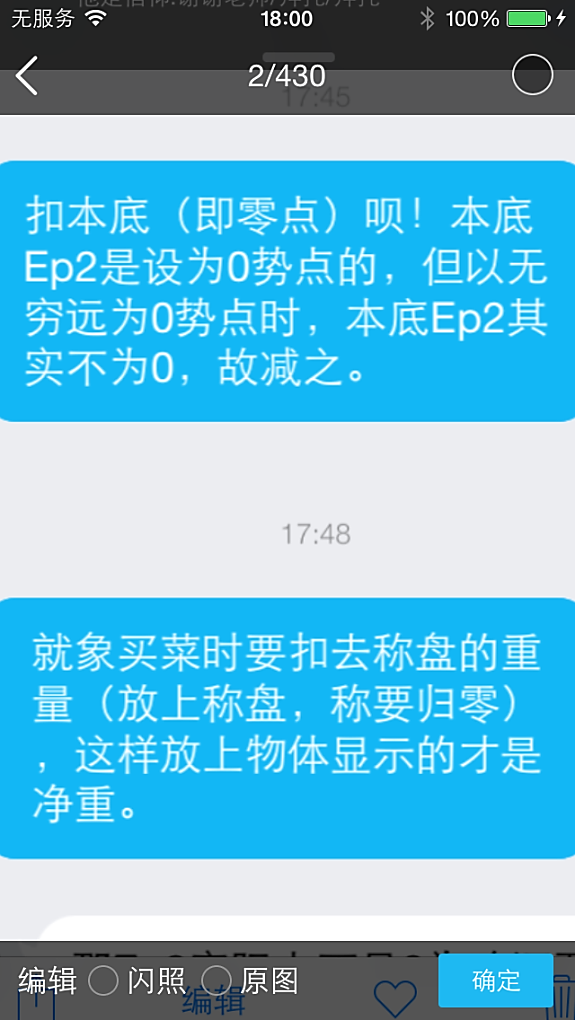 无服务 18:00 100%
2/430
17:45
扣本底（即零点）呗！本底
Ep2是设为0势点的，但以无
穷远为0势点时，本底Ep2其
实不为0，故减之。
17:48
就象买菜时要扣去称盘的重
量（放上称盘，称要归零）
，这样放上物体显示的才是
净重。
编辑 闪照 原图 确定
编辑